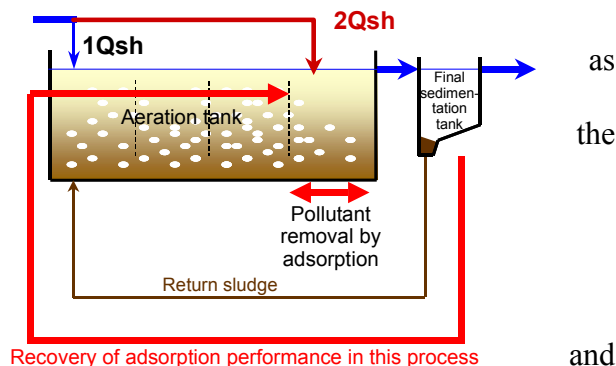 2Qsh
1Qsh
as
Final
sedimen-
tation
tank
Aeration tank
the
Pollutant
removal by
adsorption
Return sludge
Recovery of adsorption performance in this process
and